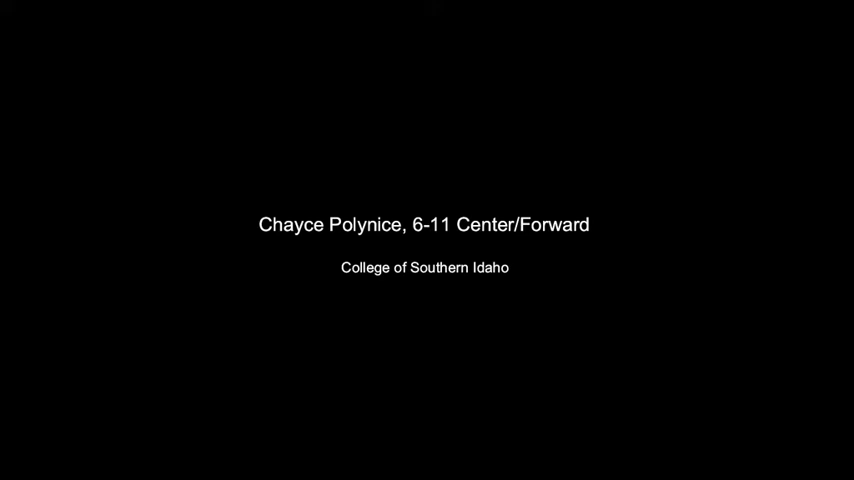 Chayce Polynice, 6-11 Center/Forward
College of Southern Idaho